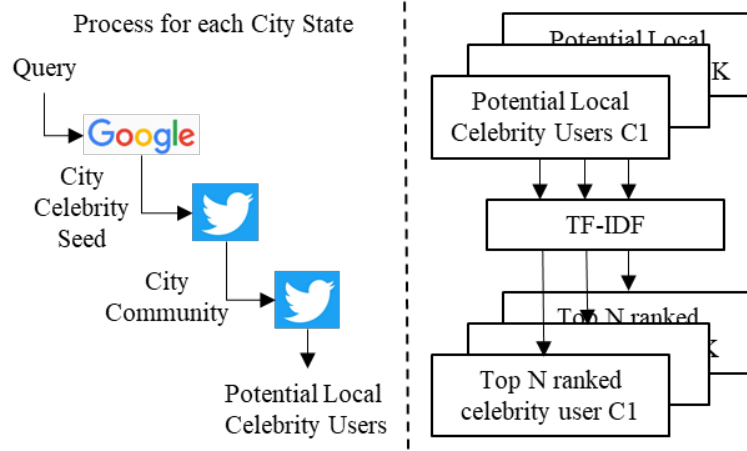 Process for each City State
Query
Google
City
Celebrity
Seed
City
Community
Potential Local
Celebrity Users
Potential Local
K
Potential Local
Celebrity Users C1
TF-IDF
Top N ranked
K
Top N ranked
celebrity user C1